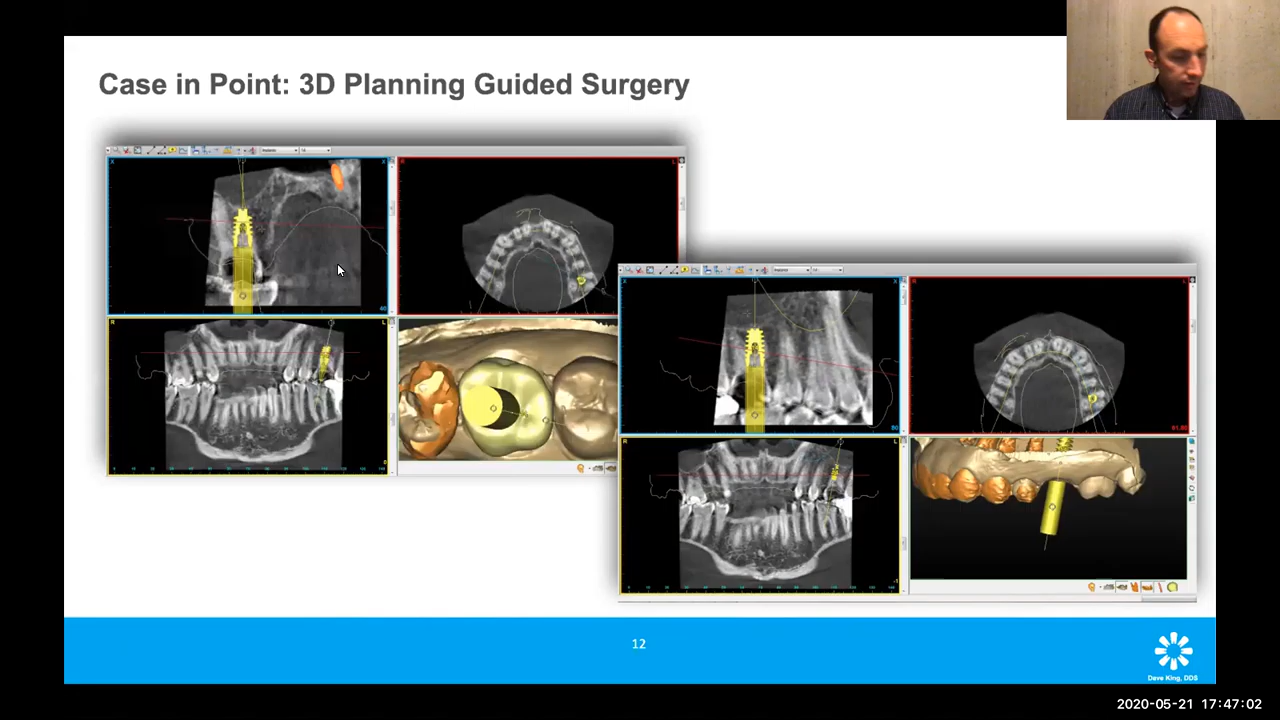 Case in Point: 3D Planning Guided Surgery
12
Dave King, DDS
2020-05-21 17:47:02